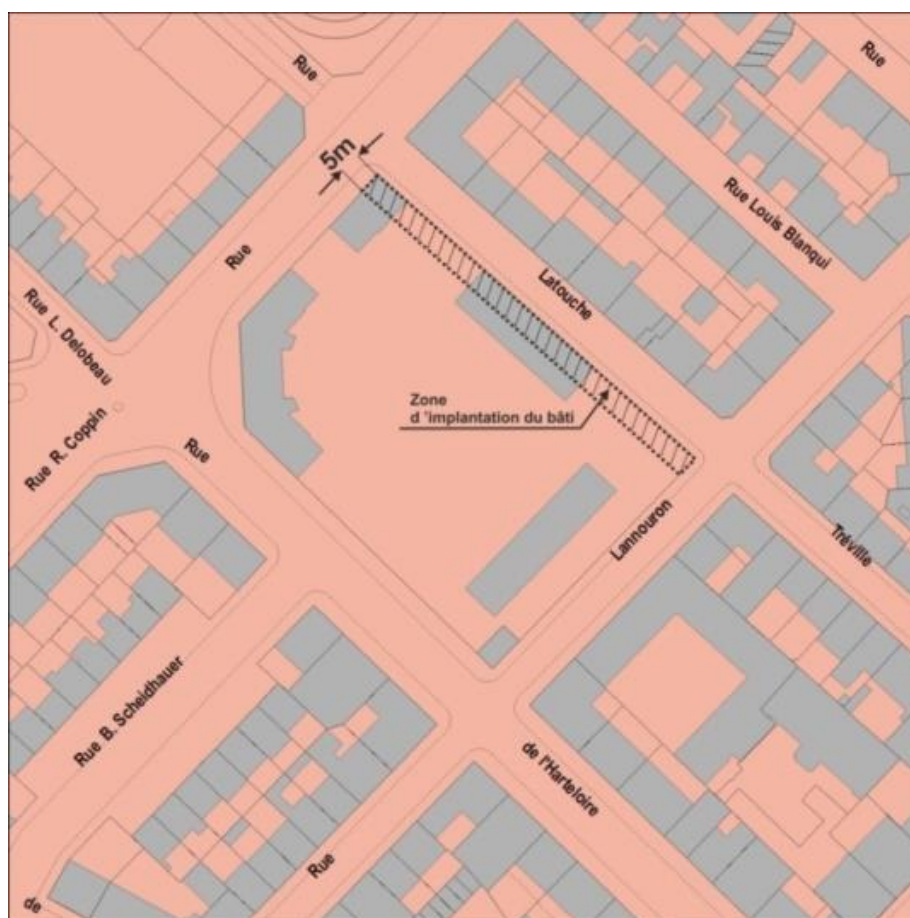 Rue
Rue
5m
Rue
Rue Louis Blanqui
Latouche
Rue L. Delobeau
Zone
d 'implantation du bâti
Rue R. Coppin
Rue
Lannouron
Tréville
Rue B. Scheidhauer
de l'Harteloire
Rue
de